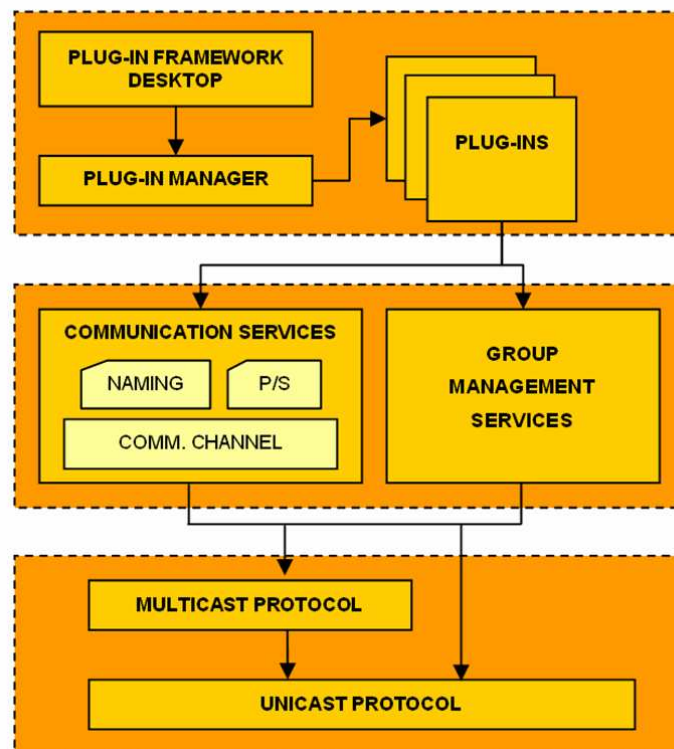 PLUG-IN FRAMEWORK
DESKTOP
PLUG-IN MANAGER
PLUG-INS
COMMUNICATION SERVICES
NAMING
P/S
COMM. CHANNEL
GROUP
MANAGEMENT
SERVICES
MULTICAST PROTOCOL
UNICAST PROTOCOL